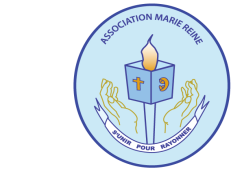 ASSOCIATION MARIE REINE
S'UNIR POUR RAYONNER